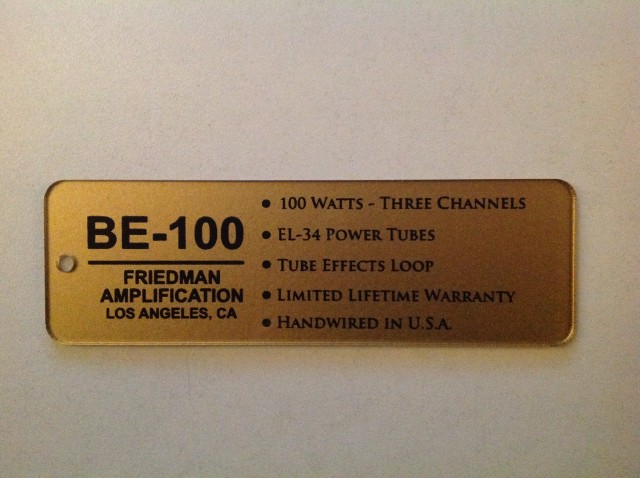 BE-100
FRIEDMAN
AMPLIFICATION
LOS ANGELES, CA
• 100 WATTS - THREE CHANNELS
• EL-34 POWER TUBES
• TUBE EFFECTS LOOP
• LIMITED LIFETIME WARRANTY
• HANDWIRED IN U.S.A.